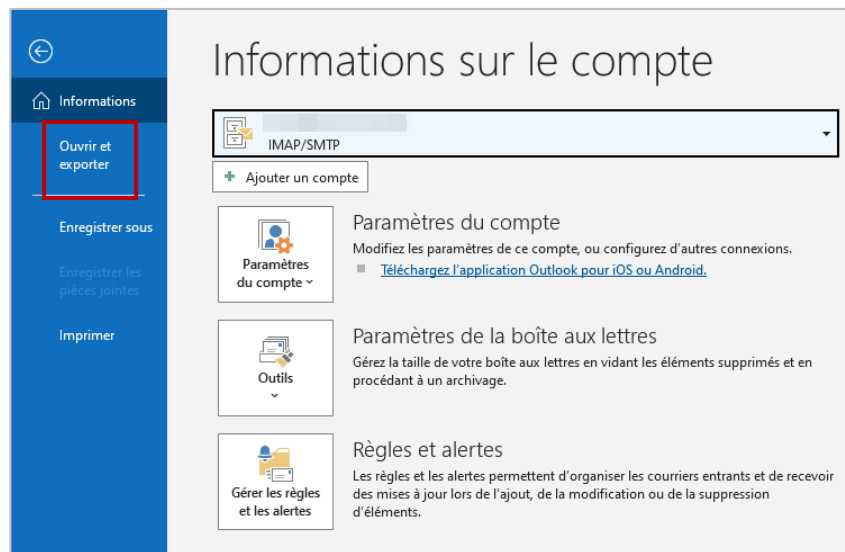 Informations sur le compte
Informations
Ouvrir et
exporter
Enregistrer sous
Enregistrer les
pièces jointes
Imprimer
IMAP/SMTP
Ajouter un compte
Paramètres
du compte
Paramètres du compte
Modifiez les paramètres de ce compte, ou configurez d'autres connexions.
Téléchargez l'application Outlook pour iOS ou Android.
Outils
Paramètres de la boîte aux lettres
Gérez la taille de votre boîte aux lettres en vidant les éléments supprimés et en
procédant à un archivage.
Gérer les règles
et les alertes
Règles et alertes
Les règles et les alertes permettent d'organiser les courriers entrants et de recevoir
des mises à jour lors de l'ajout, de la modification ou de la suppression
d'éléments.